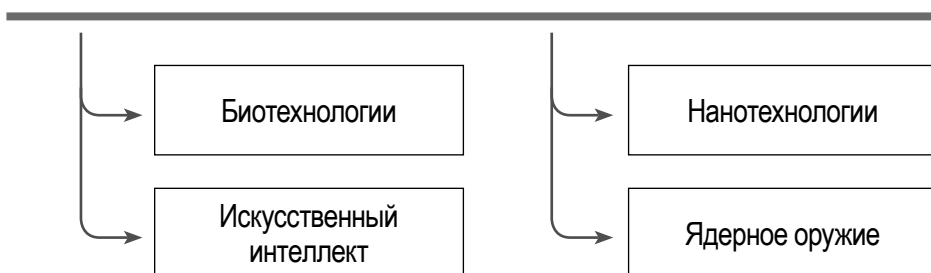 Биотехнологии
Нанотехнологии
Искусственный
интеллект
Ядерное оружие